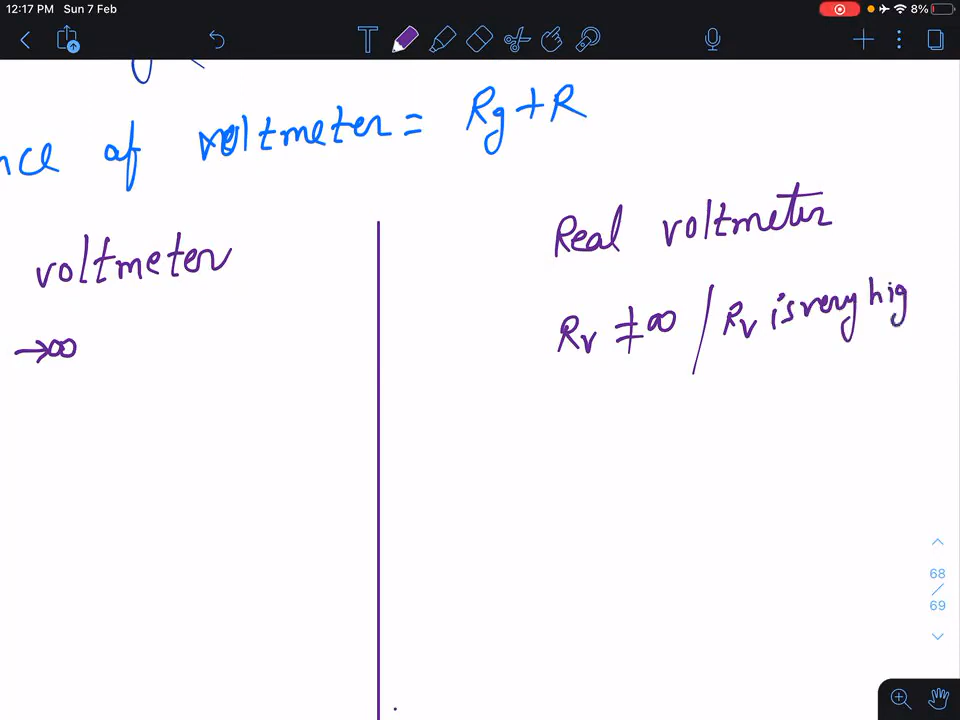 12:17 PM Sun 7 Feb
8%
T
nce of voltmeter = Rg + R
voltmeter
→∞
Real voltmeter
Rv ≠ ∞ / Rv is very hig
68
/
69